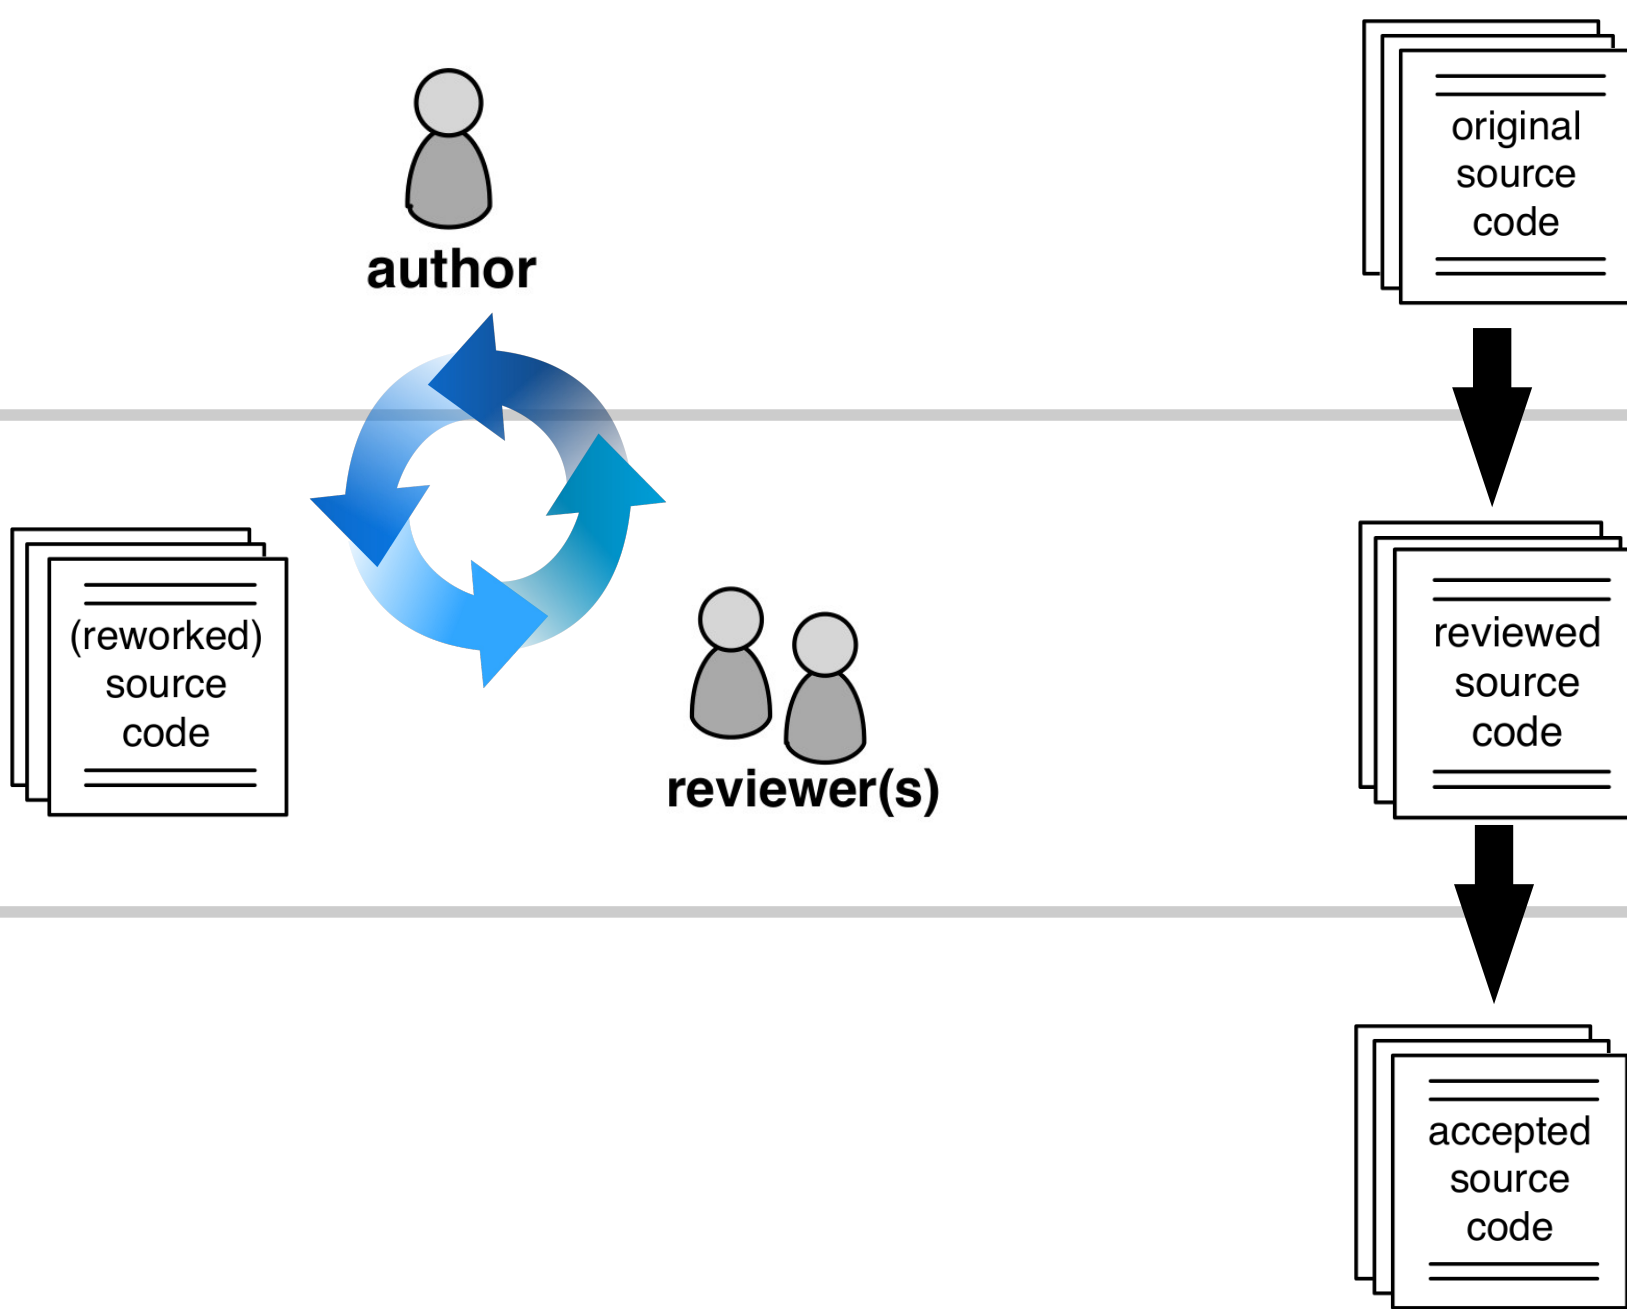 author
original
source
code
(reworked)
source
code
reviewer(s)
reviewed
source
code
accepted
source
code